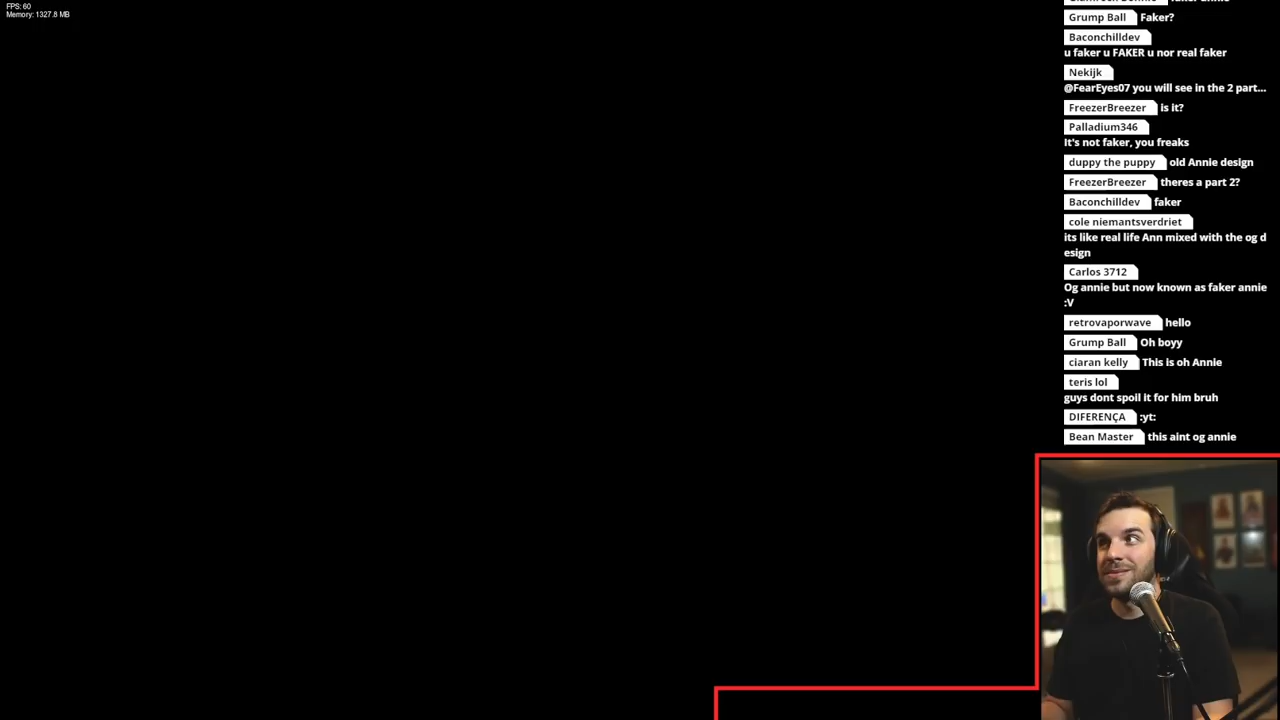 FPS: 60
Memory: 1327.8 MB
Grump Ball Faker?
Baconchilldev
u faker u FAKER u nor real faker
Nekijk
@FearEyes07 you will see in the 2 part...
FreezerBreezer is it?
Palladium346
It's not faker, you freaks
duppy the puppy old Annie design
FreezerBreezer theres a part 2?
Baconchilldev faker
cole niemantsverdriet
its like real life Ann mixed with the og d
esign
Carlos 3712
Og annie but now known as faker annie
:V
retrovaporwave hello
Grump Ball Oh boyy
ciaran kelly This is oh Annie
teris lol
guys dont spoil it for him bruh
DIFERENÇA :yt:
Bean Master this aint og annie